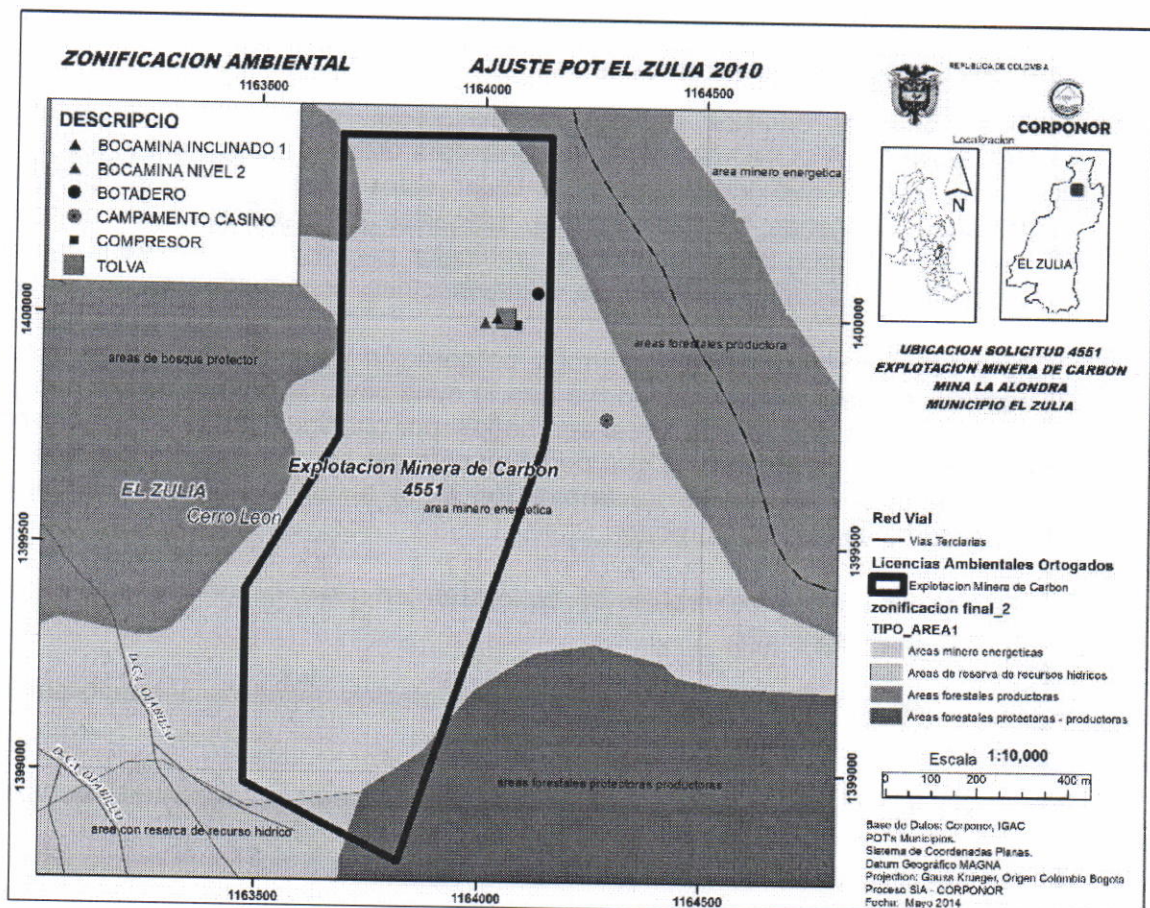 ZONIFICACION AMBIENTAL
AJUSTE POT EL ZULIA 2010
1163500
1164000
1164500
DESCRIPCIO
BOCAMINA INCLINADO 1
BOCAMINA NIVEL 2
BOTADERO
CAMPAMENTO CASINO
COMPRESOR
TOLVA
area minero energetica
1400000
1400000
areas de bosque protector
areas forestales productora
Explotacion Minera de Carbon
4551
area minero energetica
EL ZULIA
Cerro Leon
1399500
1399500
1399000
1399000
areas forestales protectoras productoras
area con reserca de recurso hidrico
1163500
1164000
1164500
REPUBLICA DE COLOMBIA
CORPONOR
Localizacion
N
EL ZULIA
UBICACION SOLICITUD 4551
EXPLOTACION MINERA DE CARBON
MINA LA ALONDRA
MUNICIPIO EL ZULIA
Red Vial
Vias Terciarias
Licencias Ambientales Ortogados
Explotacion Minera de Carbon
zonificacion final_2
TIPO_AREA1
Areas minero energeticas
Areas de reserva de recursos hidricos
Areas forestales productoras
Areas forestales protectoras - productoras
Escala 1:10,000
0 100 200 400 m
Base de Datos: Corponor, IGAC
POT's Municipios.
Sistema de Coordenadas Planas.
Datum Geográfico MAGNA
Projection: Gauss Krueger, Origen Colombia Bogota
Proceso SIA - CORPONOR
Fecha: Mayo 2014